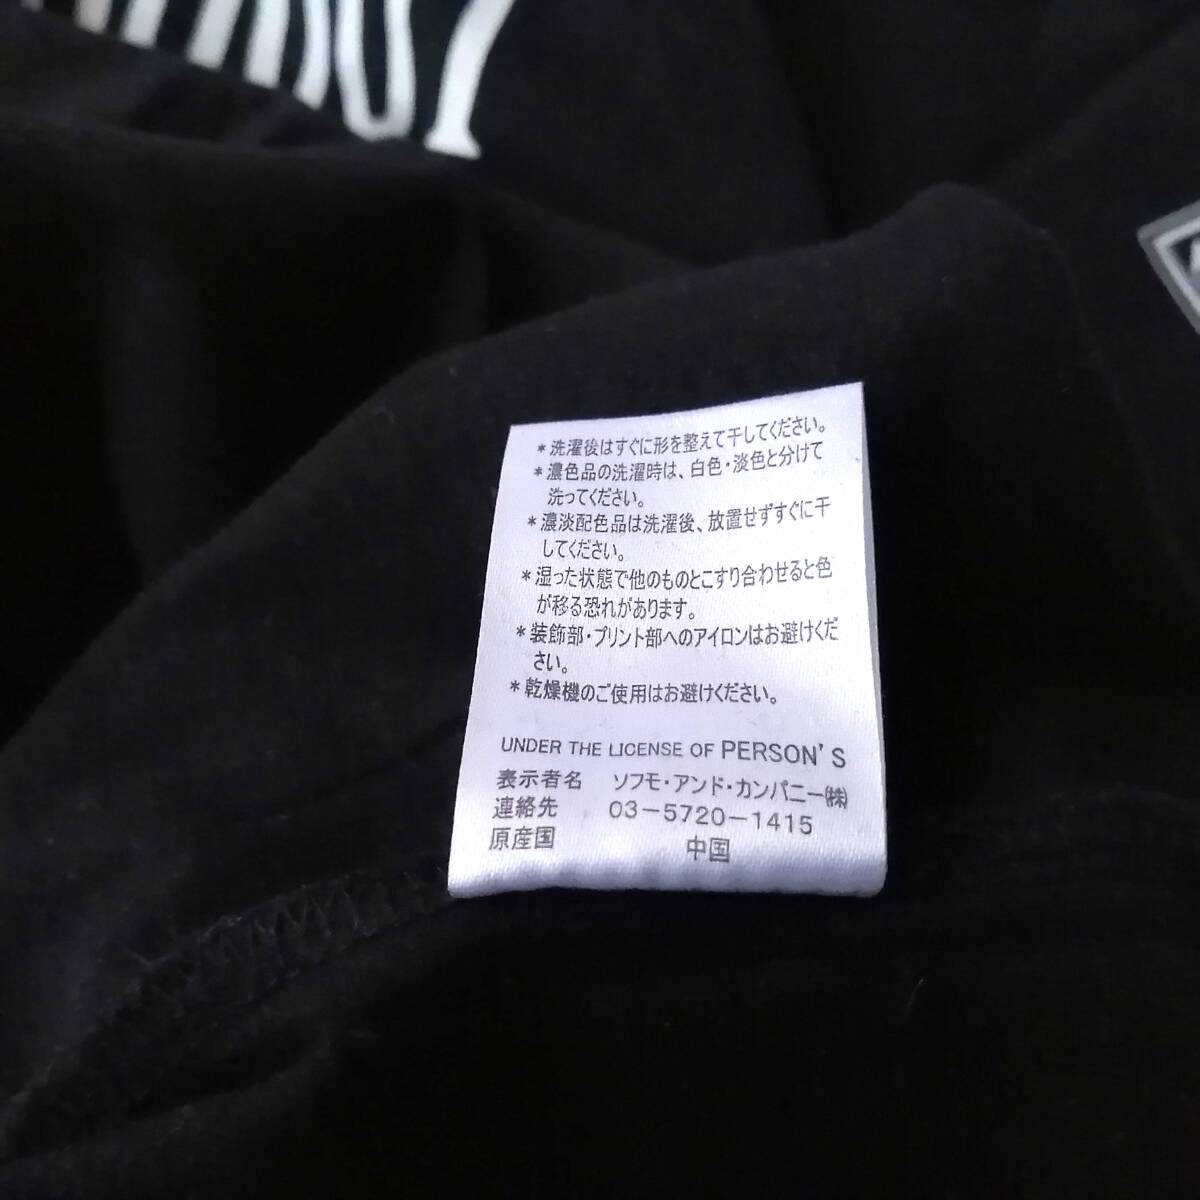 *洗濯後はすぐに形を整えて干してください。
*濃色品の洗濯時は、白色・淡色と分けて
洗ってください。
*濃淡配色品は洗濯後、放置せずすぐに干
してください。
*湿った状態で他のものとこすり合わせると色
が移る恐れがあります。
*装飾部・プリント部へのアイロンはお避けくだ
さい。
*乾燥機のご使用はお避けください。
UNDER THE LICENSE OF PERSON'S
表示者名 ソフモ・アンド・カンパニー㈱
連絡先 03-5720-1415
原産国 中国